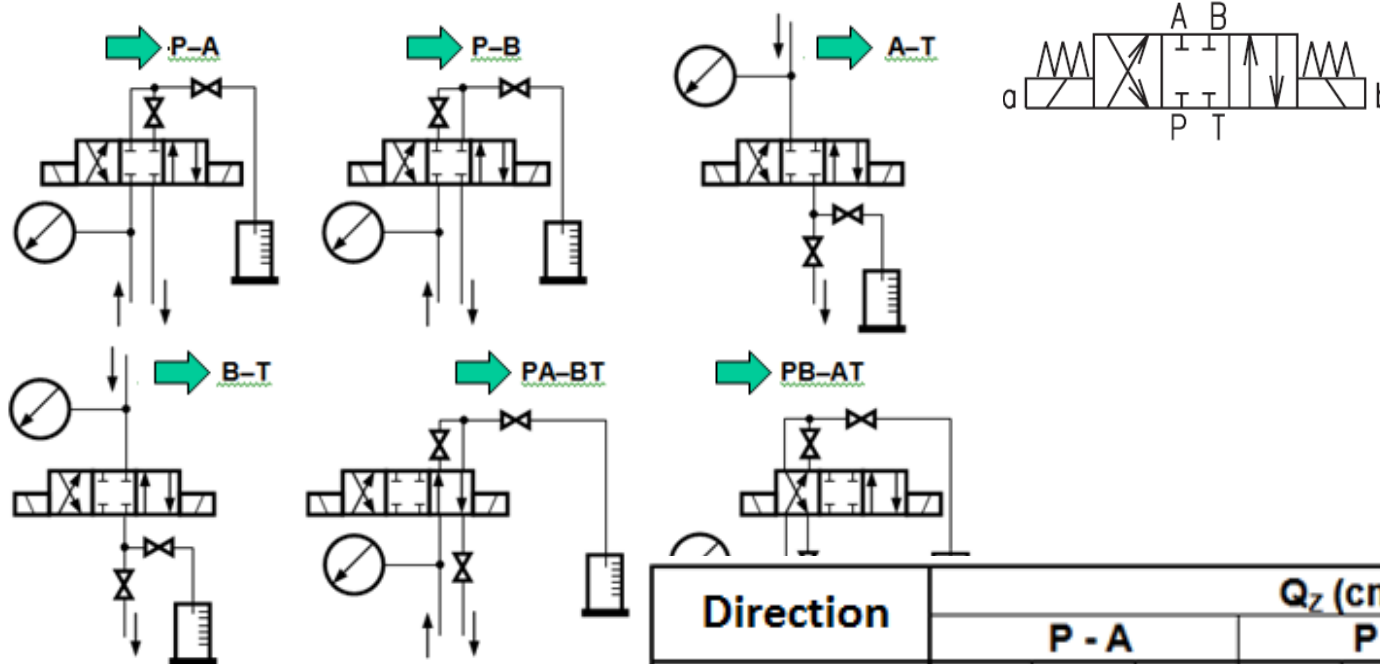 P–A
P–B
A–T
A B
a
P T
B–T
PA–BT
PB–AT
Direction
P - A
P